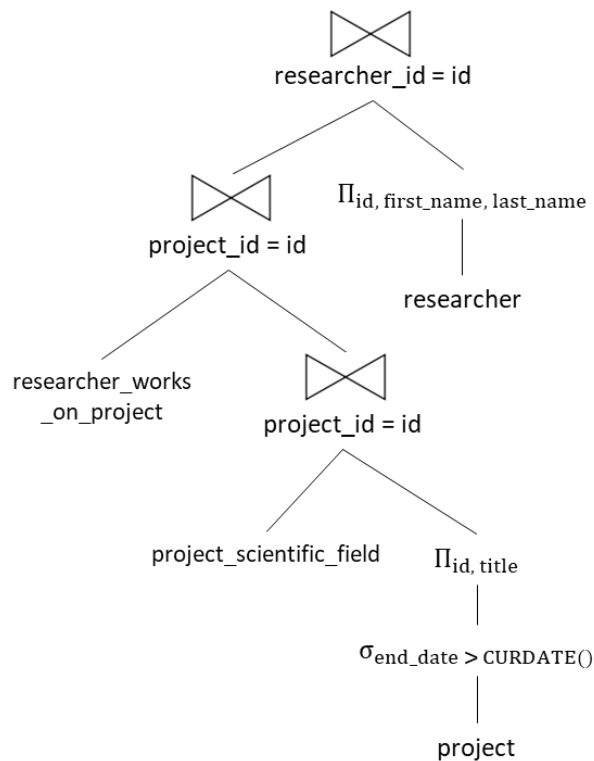 researcher_id = id
project_id = id
Πid, first_name, last_name
researcher
researcher_works
_on_project
project_id = id
project_scientific_field
Πid, title
σend_date > CURDATE()
project